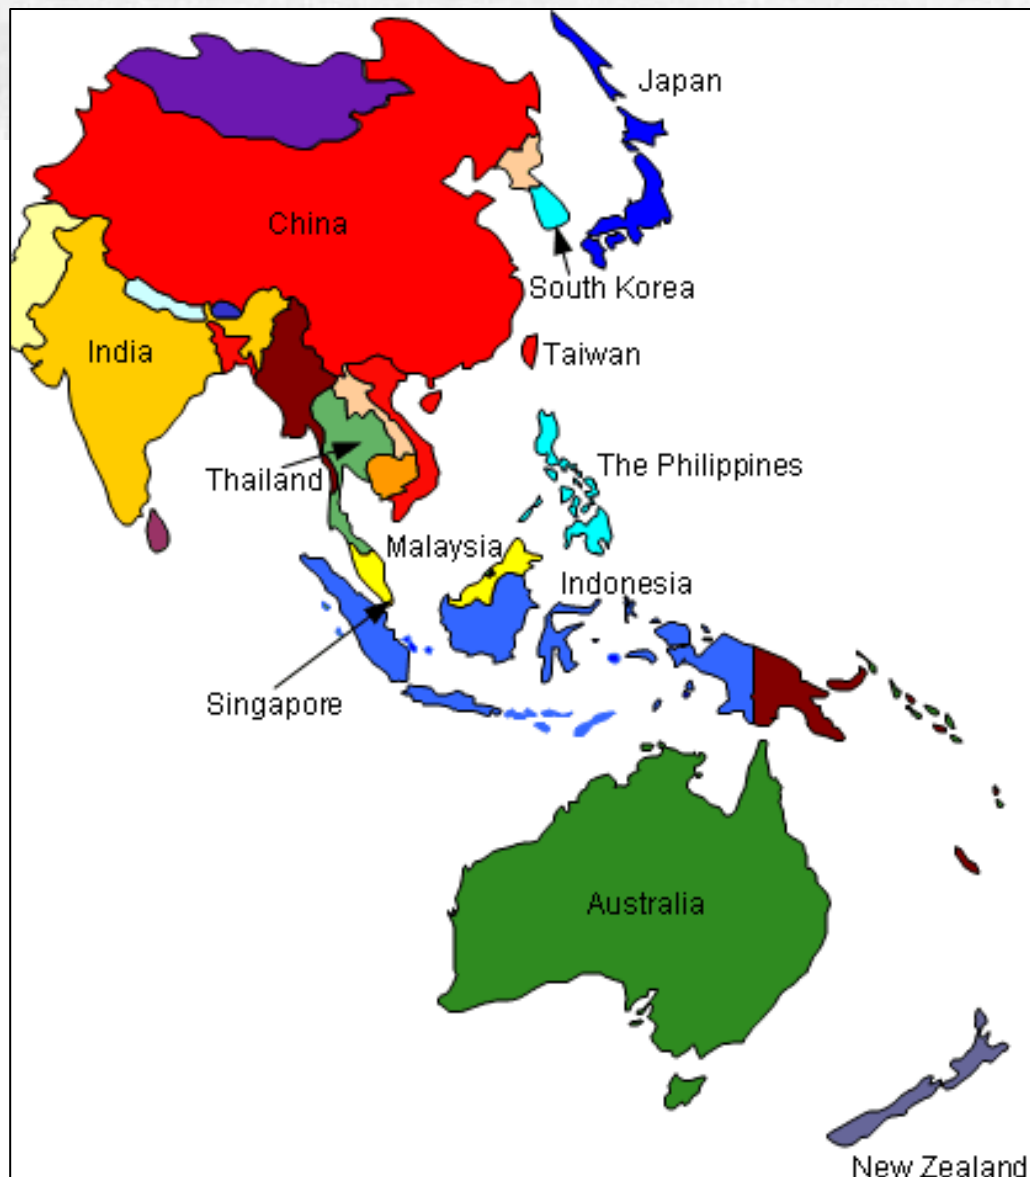 Japan
China
South Korea
India
Taiwan
Thailand
The Philippines
Malaysia
Indonesia
Singapore
Australia
New Zealand